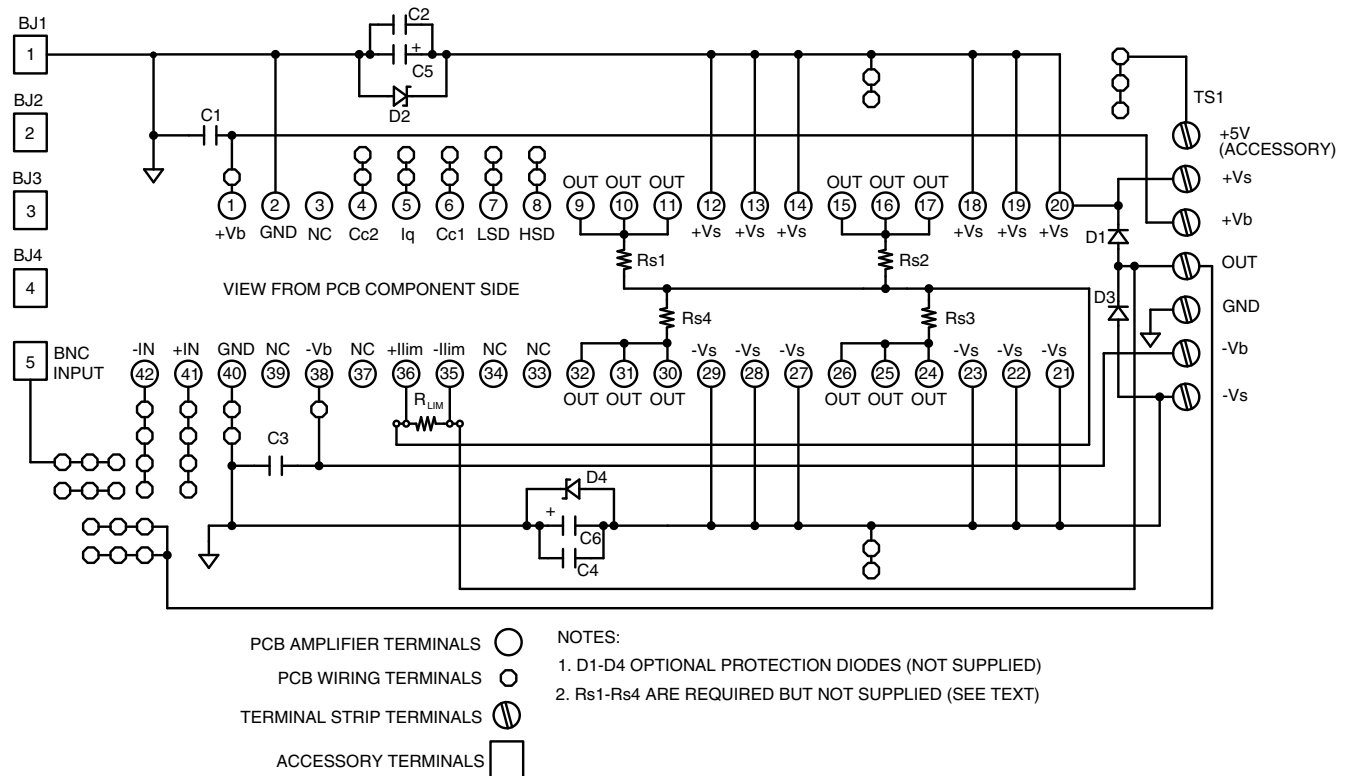 BJ1
1
BJ2
2
BJ3
3
BJ4
4
5
BNC
INPUT
C2
+
C5
D2
C1
TS1
+5V
(ACCESSORY)
+Vs
+Vb
OUT
GND
-Vb
-Vs
OUT OUT OUT
OUT OUT OUT
1 2 3 4 5 6 7 8 9 10 11 12 13 14 15 16 17 18 19 20
+Vb GND NC Cc2 Iq Cc1 LSD HSD +Vs +Vs +Vs +Vs +Vs +Vs
D1
Rs1
Rs2
VIEW FROM PCB COMPONENT SIDE
D3
Rs4
Rs3
-IN +IN GND NC -Vb NC +Ilim -Ilim NC NC -Vs -Vs -Vs -Vs -Vs -Vs
42 41 40 39 38 37 36 35 34 33 32 31 30 29 28 27 26 25 24 23 22 21
OUT OUT OUT
OUT OUT OUT
RLIM
C3
D4
+
C6
C4
PCB AMPLIFIER TERMINALS
PCB WIRING TERMINALS
TERMINAL STRIP TERMINALS
ACCESSORY TERMINALS
NOTES:
1. D1-D4 OPTIONAL PROTECTION DIODES (NOT SUPPLIED)
2. Rs1-Rs4 ARE REQUIRED BUT NOT SUPPLIED (SEE TEXT)